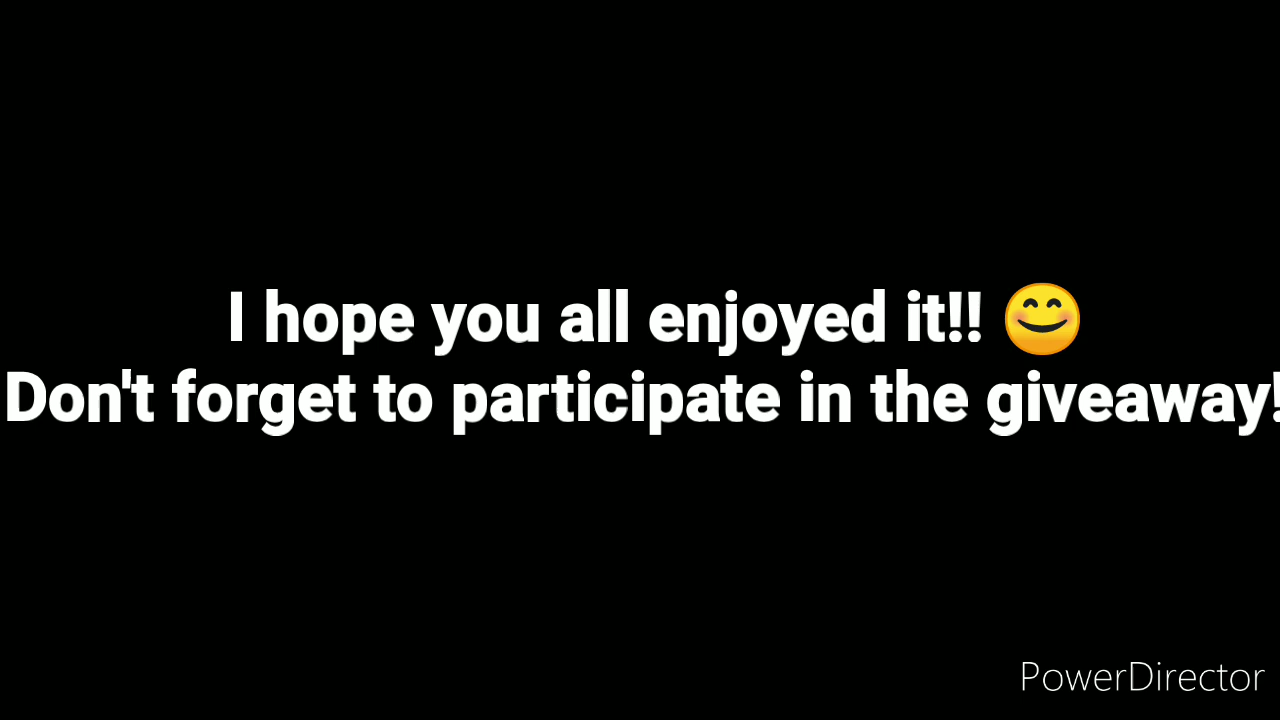 I hope you all enjoyed it!! 😊
Don't forget to participate in the giveaway!
PowerDirector